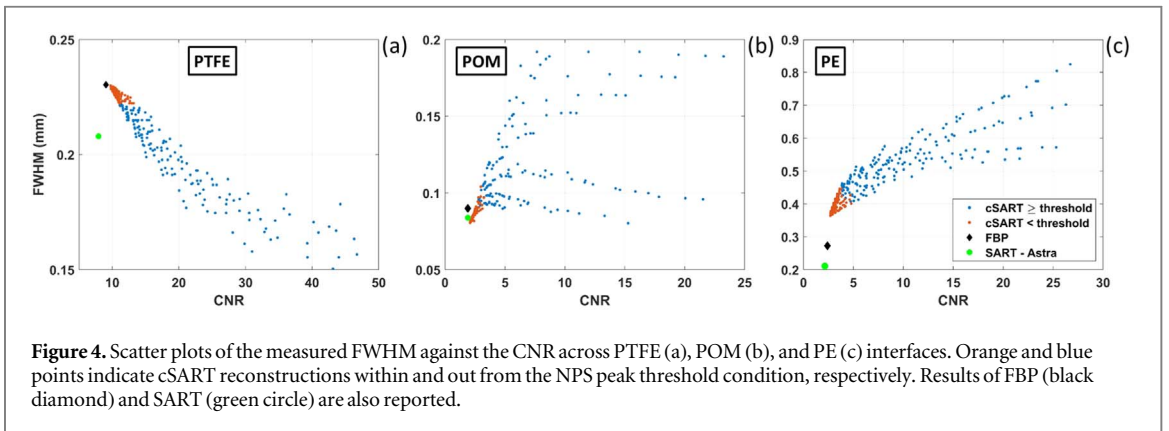 (a)
PTFE
0.25
0.2
0.15
FWHM (mm)
10 20 30 40 50
CNR
(b)
POM
0.2
0.15
0.1
0.05
0 5 10 15 20 25
CNR
(c)
PE
0.9
0.8
0.7
0.6
0.5
0.4
0.3
0.2
0 5 10 15 20 25 30
CNR
cSART ≥ threshold
cSART < threshold
FBP
SART - Astra
Figure 4. Scatter plots of the measured FWHM against the CNR across PTFE (a), POM (b), and PE (c) interfaces. Orange and blue
points indicate cSART reconstructions within and out from the NPS peak threshold condition, respectively. Results of FBP (black
diamond) and SART (green circle) are also reported.